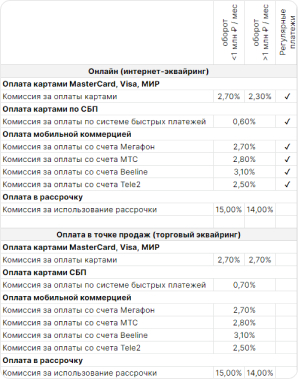 оборот <1 млн ₽ / мес
оборот >1 млн ₽ / мес
Регулярные платежи
Онлайн (интернет-эквайринг)
Оплата картами MasterCard, Visa, МИР
Комиссия за оплаты картами 2,70% 2,30% ✓
Оплата картами по СБП
Комиссия за оплаты по системе быстрых платежей 0,60% ✓
Оплата мобильной коммерцией
Комиссия за оплаты со счета Мегафон 2,70% ✓
Комиссия за оплаты со счета МТС 2,80% ✓
Комиссия за оплаты со счета Beeline 3,10% ✓
Комиссия за оплаты со счета Tele2 2,50% ✓
Оплата в рассрочку
Комиссия за использование рассрочки 15,00% 14,00%
Оплата в точке продаж (торговый эквайринг)
Оплата картами MasterCard, Visa, МИР
Комиссия за оплаты картами 2,70% 2,70%
Оплата картами СБП
Комиссия за оплаты по системе быстрых платежей 0,70%
Оплата мобильной коммерцией
Комиссия за оплаты со счета Мегафон 2,70%
Комиссия за оплаты со счета МТС 2,80%
Комиссия за оплаты со счета Beeline 3,10%
Комиссия за оплаты со счета Tele2 2,50%
Оплата в рассрочку
Комиссия за использование рассрочки 15,00% 14,00%